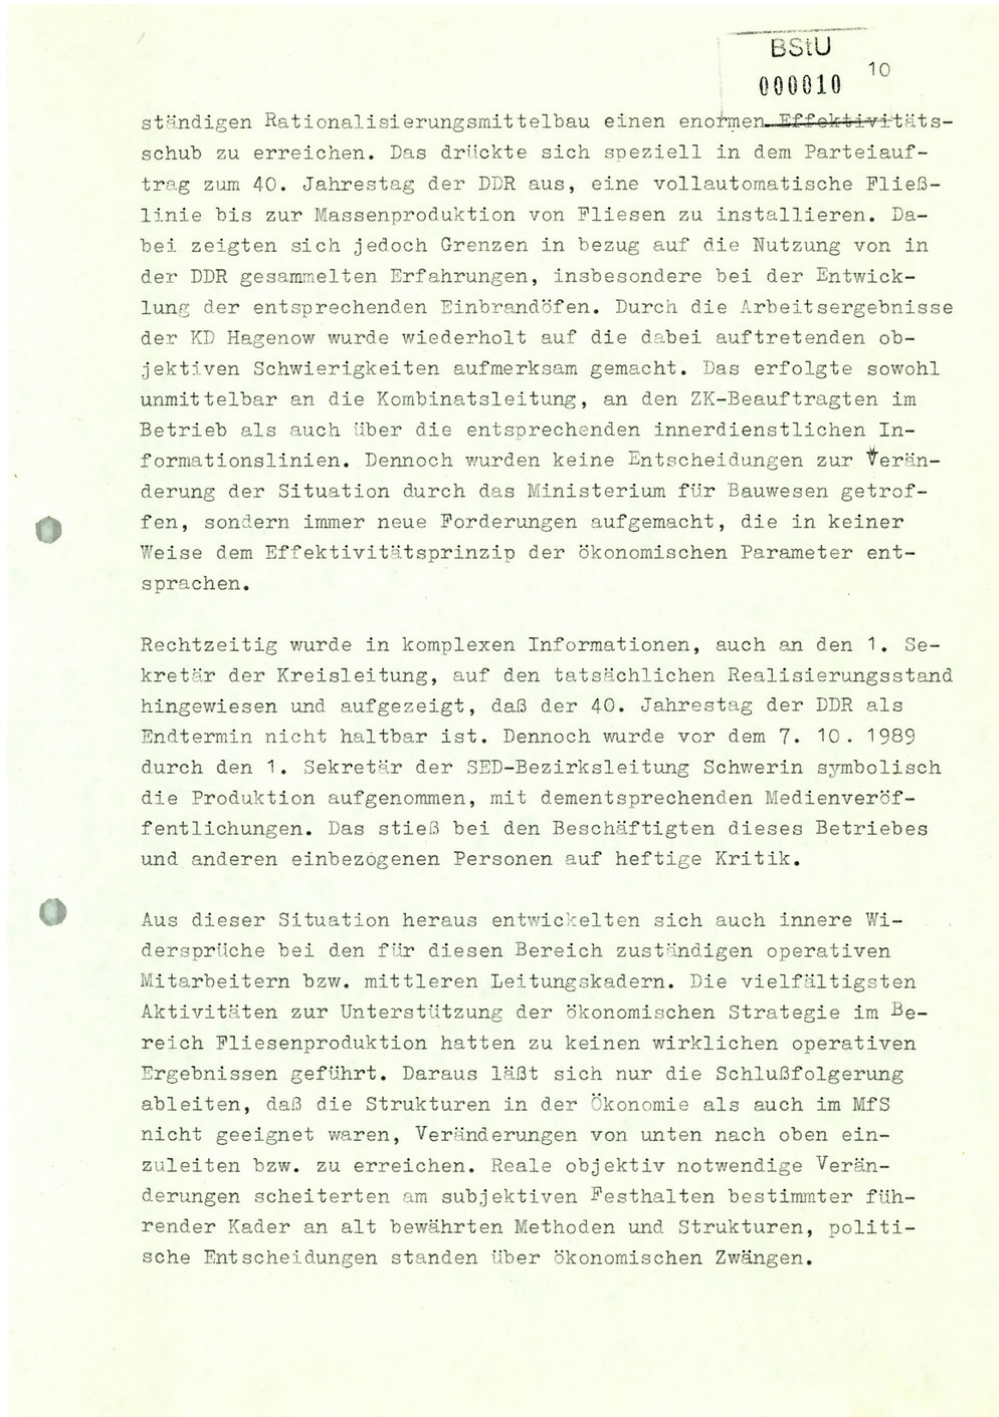 BStU
000010
10
ständigen Rationalisierungsmittelbau einen enormen Effektivitäts-
schub zu erreichen. Das drückte sich speziell in dem Parteiauf-
trag zum 40. Jahrestag der DDR aus, eine vollautomatische Fließ-
linie bis zur Massenproduktion von Fliesen zu installieren. Da-
bei zeigten sich jedoch Grenzen in bezug auf die Nutzung von in
der DDR gesammelten Erfahrungen, insbesondere bei der Entwick-
lung der entsprechenden Einbrandöfen. Durch die Arbeitsergebnisse
der KD Hagenow wurde wiederholt auf die dabei auftretenden ob-
jektiven Schwierigkeiten aufmerksam gemacht. Das erfolgte sowohl
unmittelbar an die Kombinatsleitung, an den ZK-Beauftragten im
Betrieb als auch über die entsprechenden innerdienstlichen In-
formationslinien. Dennoch wurden keine Entscheidungen zur Verän-
derung der Situation durch das Ministerium für Bauwesen getrof-
fen, sondern immer neue Forderungen aufgemacht, die in keiner
Weise dem Effektivitätsprinzip der ökonomischen Parameter ent-
sprachen.
Rechtzeitig wurde in komplexen Informationen, auch an den 1. Se-
kretär der Kreisleitung, auf den tatsächlichen Realisierungsstand
hingewiesen und aufgezeigt, daß der 40. Jahrestag der DDR als
Endtermin nicht haltbar ist. Dennoch wurde vor dem 7. 10. 1989
durch den 1. Sekretär der SED-Bezirksleitung Schwerin symbolisch
die Produktion aufgenommen, mit dementsprechenden Medienveröf-
fentlichungen. Das stieß bei den Beschäftigten dieses Betriebes
und anderen einbezogenen Personen auf heftige Kritik.
Aus dieser Situation heraus entwickelten sich auch innere Wi-
dersprüche bei den für diesen Bereich zuständigen operativen
Mitarbeitern bzw. mittleren Leitungskadern. Die vielfältigsten
Aktivitäten zur Unterstützung der ökonomischen Strategie im Be-
reich Fliesenproduktion hatten zu keinen wirklichen operativen
Ergebnissen geführt. Daraus läßt sich nur die Schlußfolgerung
ableiten, daß die Strukturen in der Ökonomie als auch im MfS
nicht geeignet waren, Veränderungen von unten nach oben ein-
zuleiten bzw. zu erreichen. Reale objektiv notwendige Verän-
derungen scheiterten am subjektiven Festhalten bestimmter füh-
render Kader an alt bewährten Methoden und Strukturen, politi-
sche Entscheidungen standen über ökonomischen Zwängen.